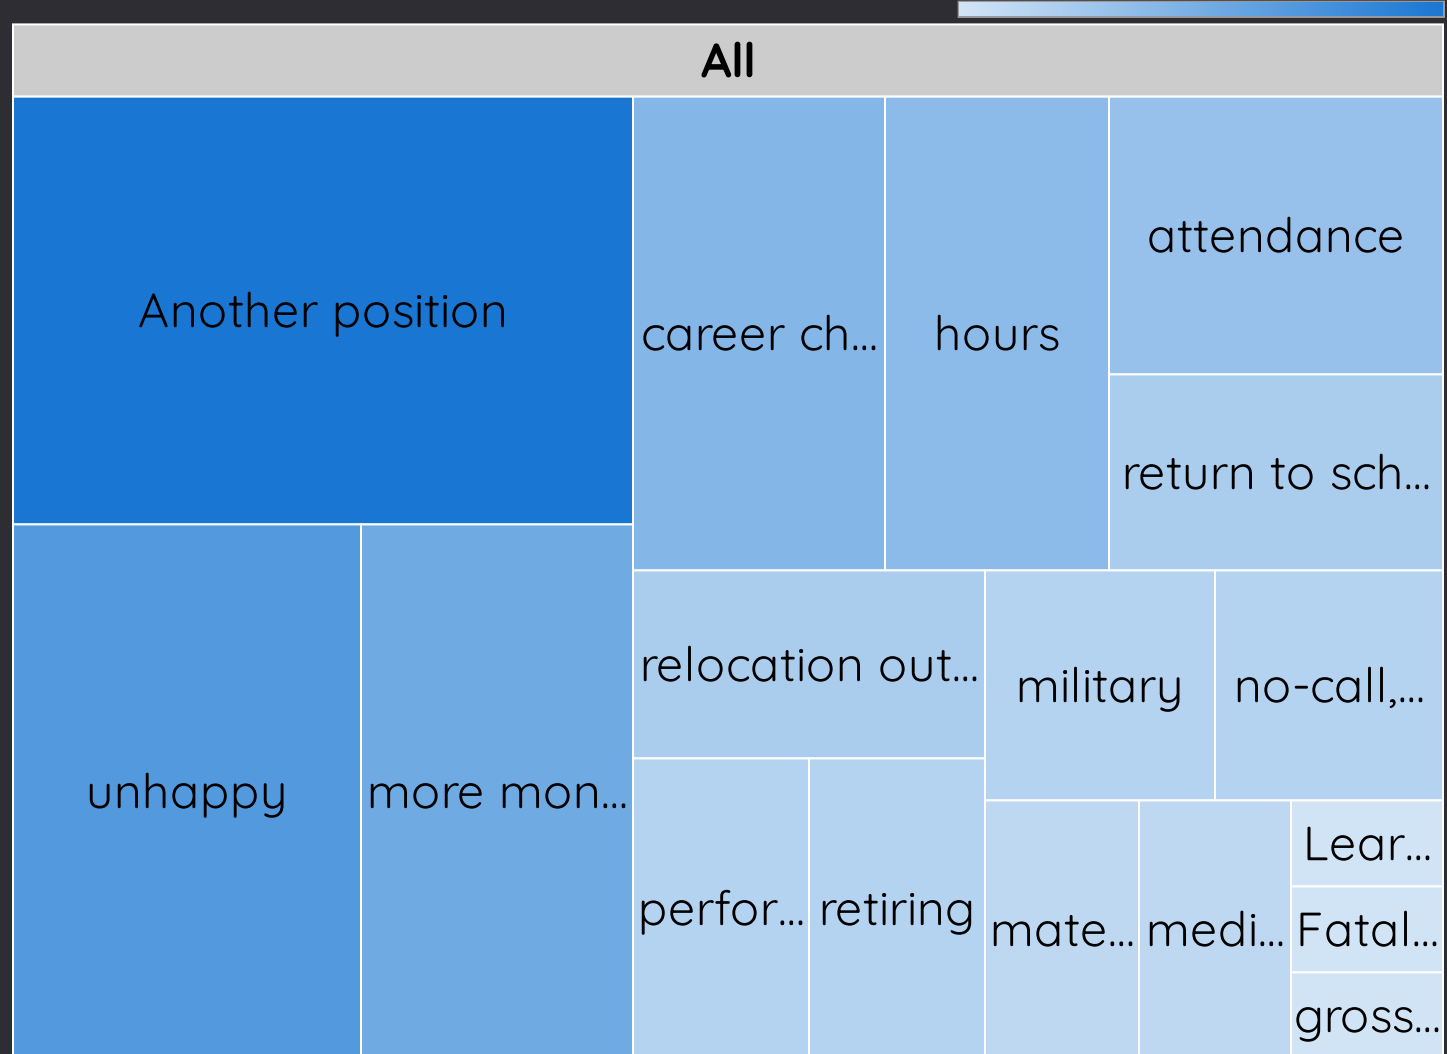 All
Another position
career ch...
hours
attendance
return to sch...
unhappy
more mon...
relocation out...
military
no-call,...
perfor...
retiring
mate...
medi...
Lear...
Fatal...
gross...